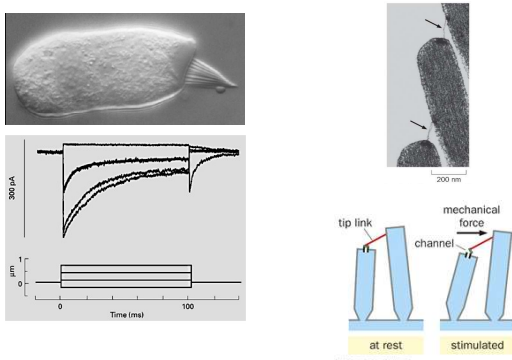 300 pA
µm
1
0
0
100
Time (ms)
200 nm
tip link
mechanical
force
channel
at rest
stimulated